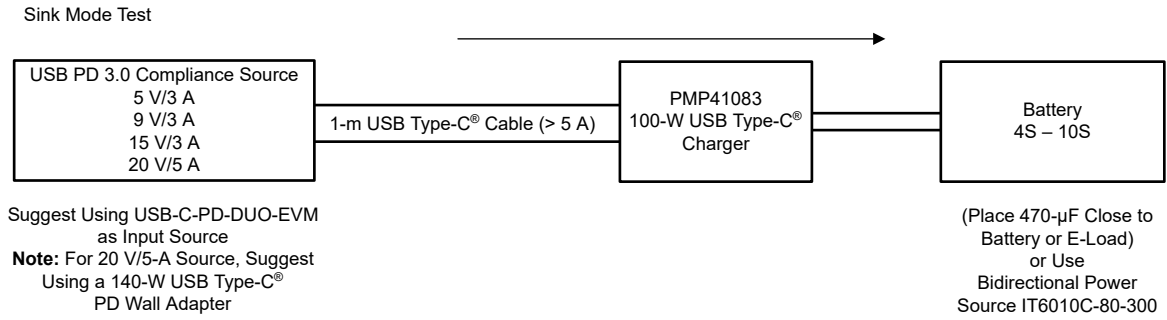 Sink Mode Test
USB PD 3.0 Compliance Source
5 V/3 A
9 V/3 A
15 V/3 A
20 V/5 A
1-m USB Type-C® Cable (> 5 A)
PMP41083
100-W USB Type-C®
Charger
Battery
4S – 10S
Suggest Using USB-C-PD-DUO-EVM
as Input Source
Note: For 20 V/5-A Source, Suggest
Using a 140-W USB Type-C®
PD Wall Adapter
(Place 470-µF Close to
Battery or E-Load)
or Use
Bidirectional Power
Source IT6010C-80-300